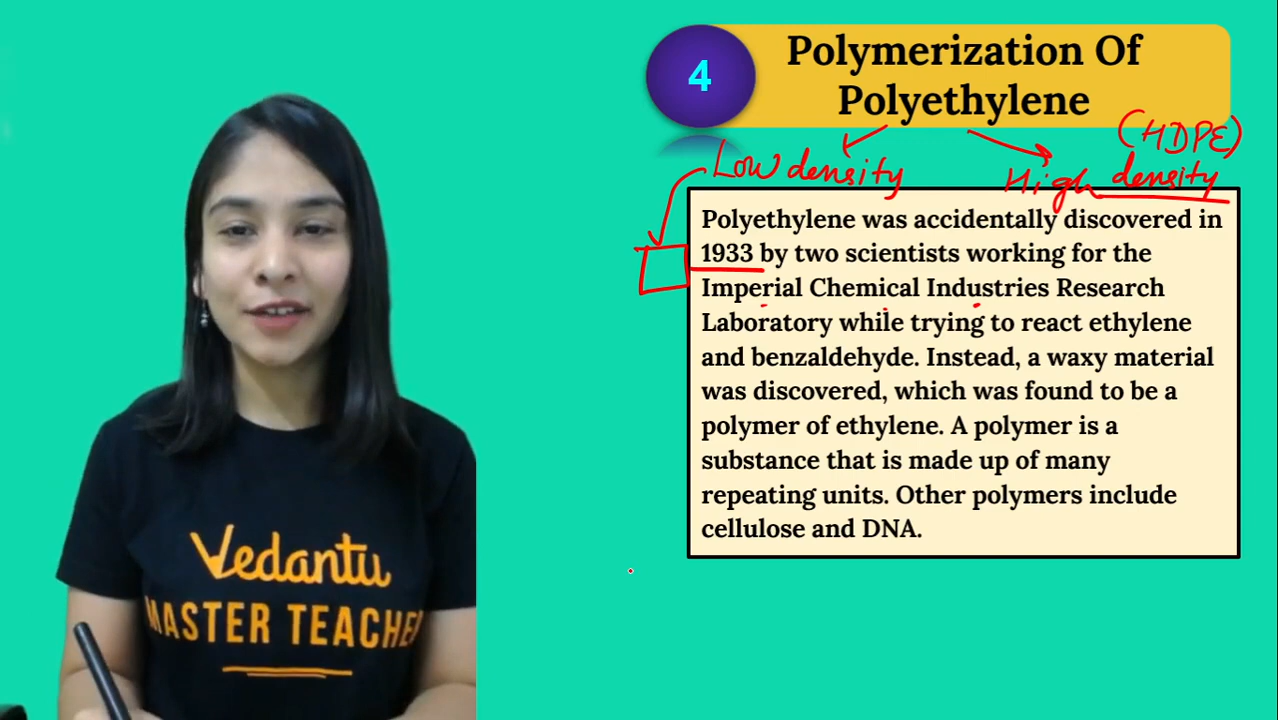 4
Polymerization Of
Polyethylene
(HDPE)
Low density
High density
Polyethylene was accidentally discovered in
1933 by two scientists working for the
Imperial Chemical Industries Research
Laboratory while trying to react ethylene
and benzaldehyde. Instead, a waxy material
was discovered, which was found to be a
polymer of ethylene. A polymer is a
substance that is made up of many
repeating units. Other polymers include
cellulose and DNA.
Vedantu
MASTER TEACHE